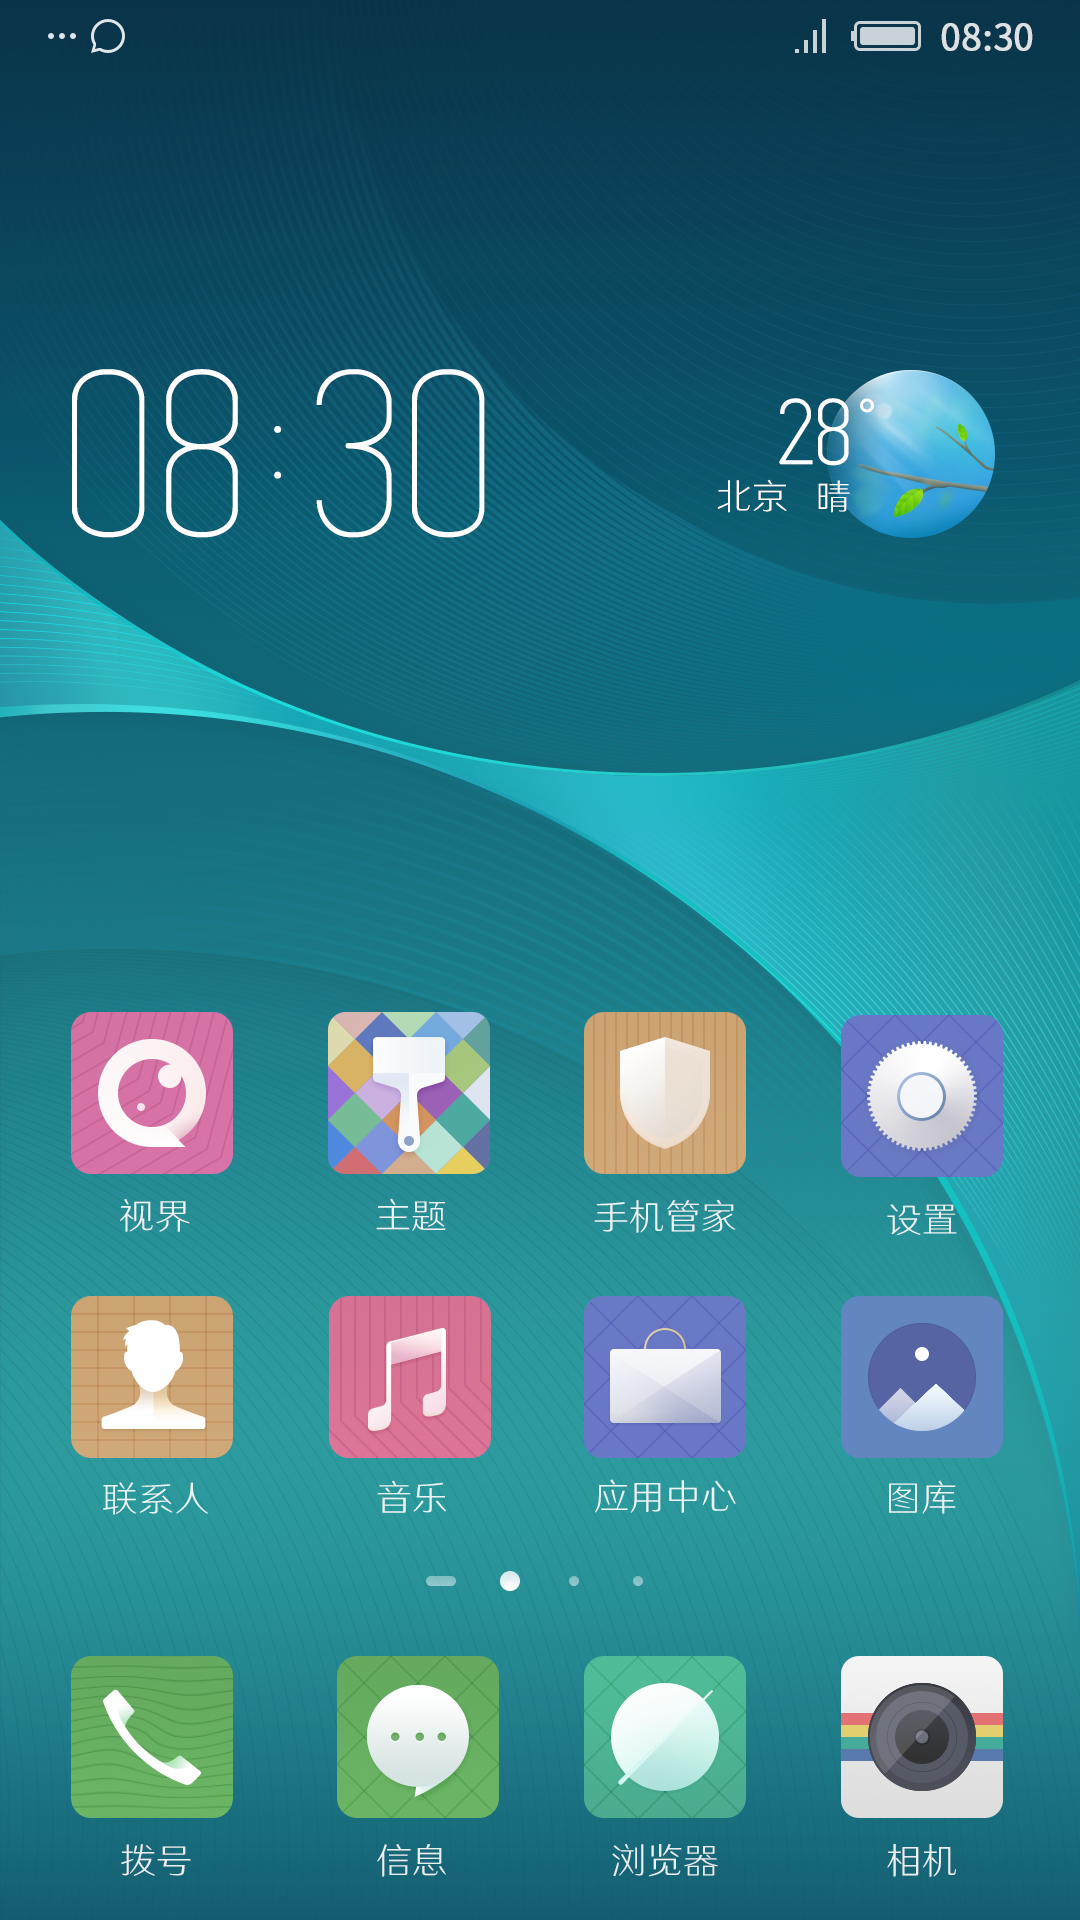 08:30
08:30
28°
北京 晴
视界 主题 手机管家 设置
联系人 音乐 应用中心 图库
拨号 信息 浏览器 相机